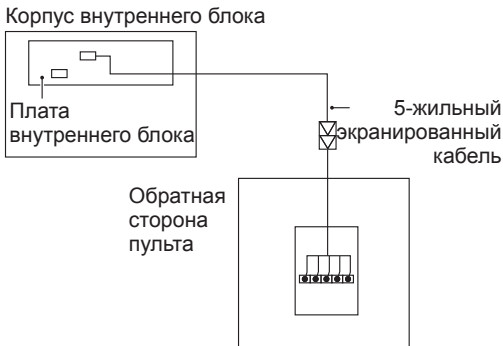 Корпус внутреннего блока
Плата
внутреннего блока
5-жильный
экранированный
кабель
Обратная
сторона
пульта